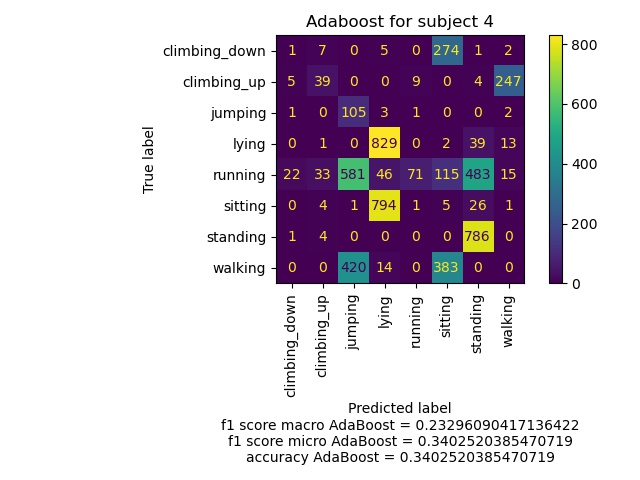 Adaboost for subject 4
climbing_down 1 7 0 5 0 274 1 2
climbing_up 5 39 0 0 9 0 4 247
jumping 1 0 105 3 1 0 0 2
lying 0 1 0 829 0 2 39 13
running 22 33 581 46 71 115 483 15
sitting 0 4 1 794 1 5 26 1
standing 1 4 0 0 0 0 786 0
walking 0 0 420 14 0 383 0 0
True label
climbing_down climbing_up jumping lying running sitting standing walking
800
600
400
200
0
Predicted label
f1 score macro AdaBoost = 0.23296090417136422
f1 score micro AdaBoost = 0.3402520385470719
accuracy AdaBoost = 0.3402520385470719